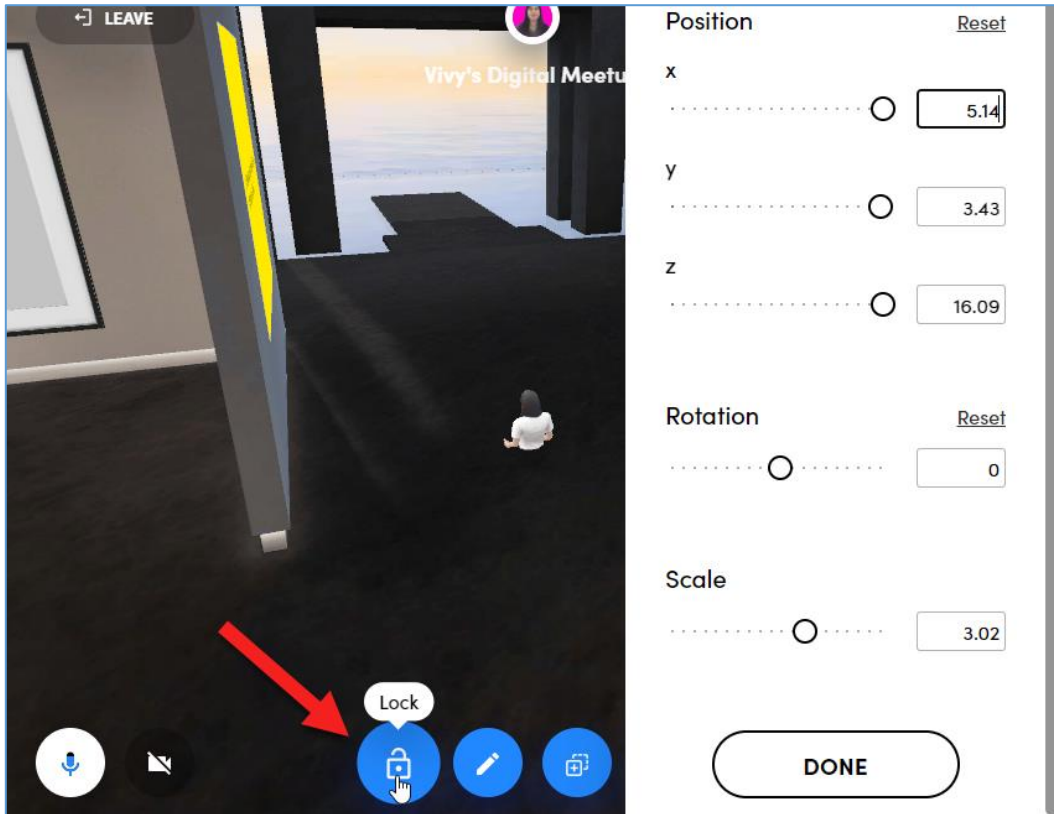 LEAVE
Vivy's Digital Meetu
Lock
Position
Reset
x
5.14
y
3.43
z
16.09
Rotation
Reset
0
Scale
3.02
DONE